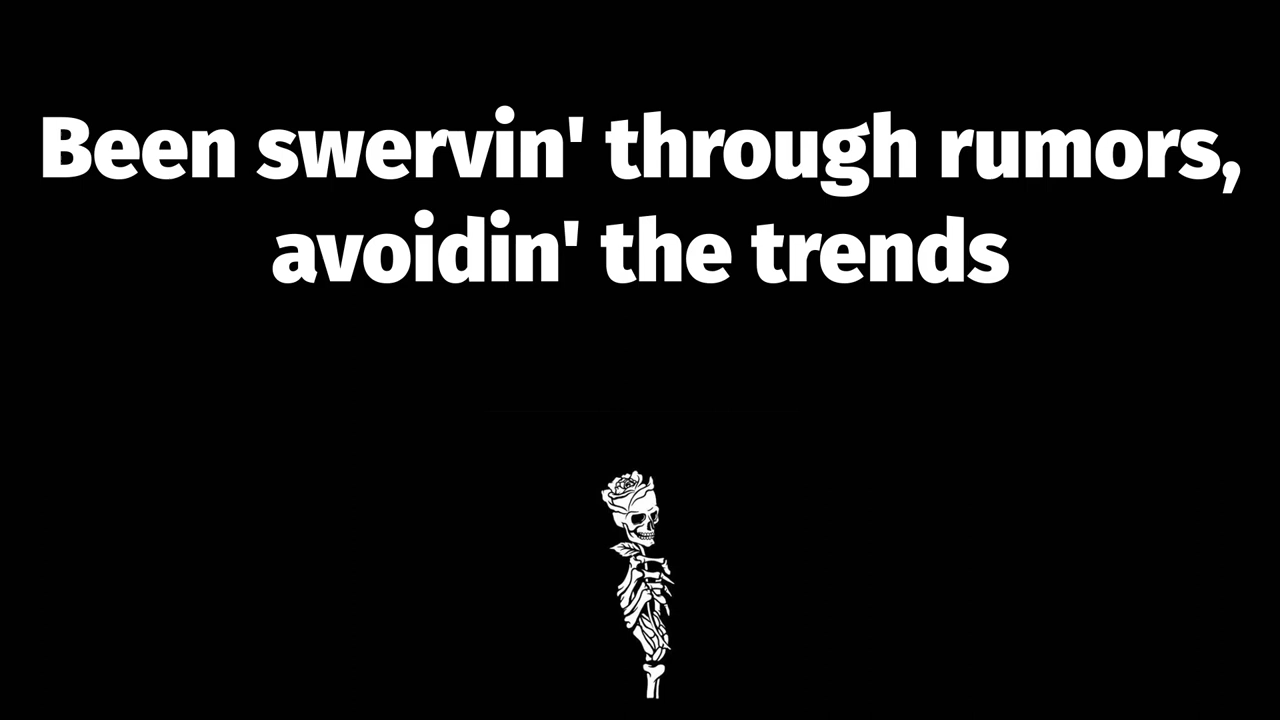 Been swervin' through rumors,
avoidin' the trends